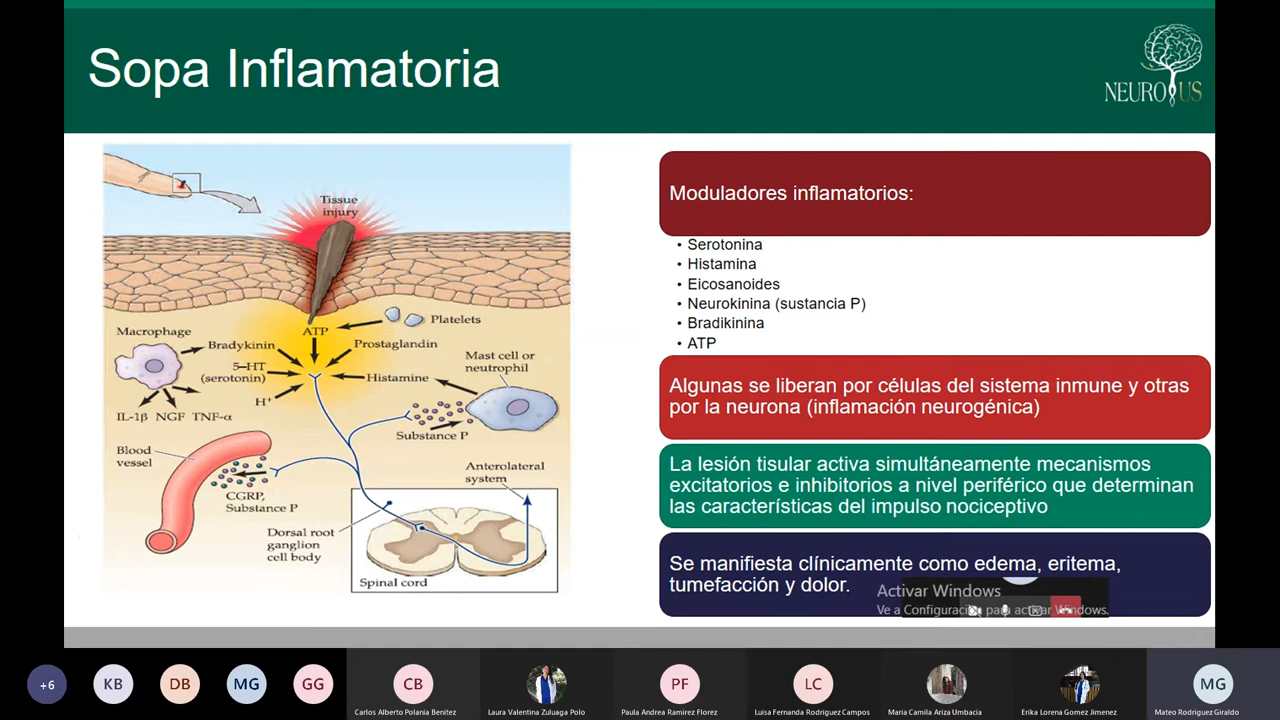 Sopa Inflamatoria
NEURO US
Tissue
injury
Macrophage
ATP
Platelets
Bradykinin
Prostaglandin
5–HT
(serotonin)
Mast cell or
neutrophil
Histamine
H+
IL-1β NGF TNF-α
Substance P
Blood
vessel
CGRP,
Substance P
Anterolateral
system
Dorsal root
ganglion
cell body
Spinal cord
Moduladores inflamatorios:
• Serotonina
• Histamina
• Eicosanoides
• Neurokinina (sustancia P)
• Bradikinina
• ATP
Algunas se liberan por células del sistema inmune y otras
por la neurona (inflamación neurogénica)
La lesión tisular activa simultáneamente mecanismos
excitatorios e inhibitorios a nivel periférico que determinan
las características del impulso nociceptivo
Se manifiesta clínicamente como edema, eritema,
tumefacción y dolor.
Activar Windows
Ve a Configuración para activar Windows.
+6
KB
DB
MG
GG
CB
PF
LC
MG
Carlos Alberto Polania Benitez
Laura Valentina Zuluaga Polo
Paula Andrea Ramirez Florez
Luisa Fernanda Rodriguez Campos
Maria Camila Ariza Umbacia
Erika Lorena Gomez Jimenez
Mateo Rodriguez Giraldo